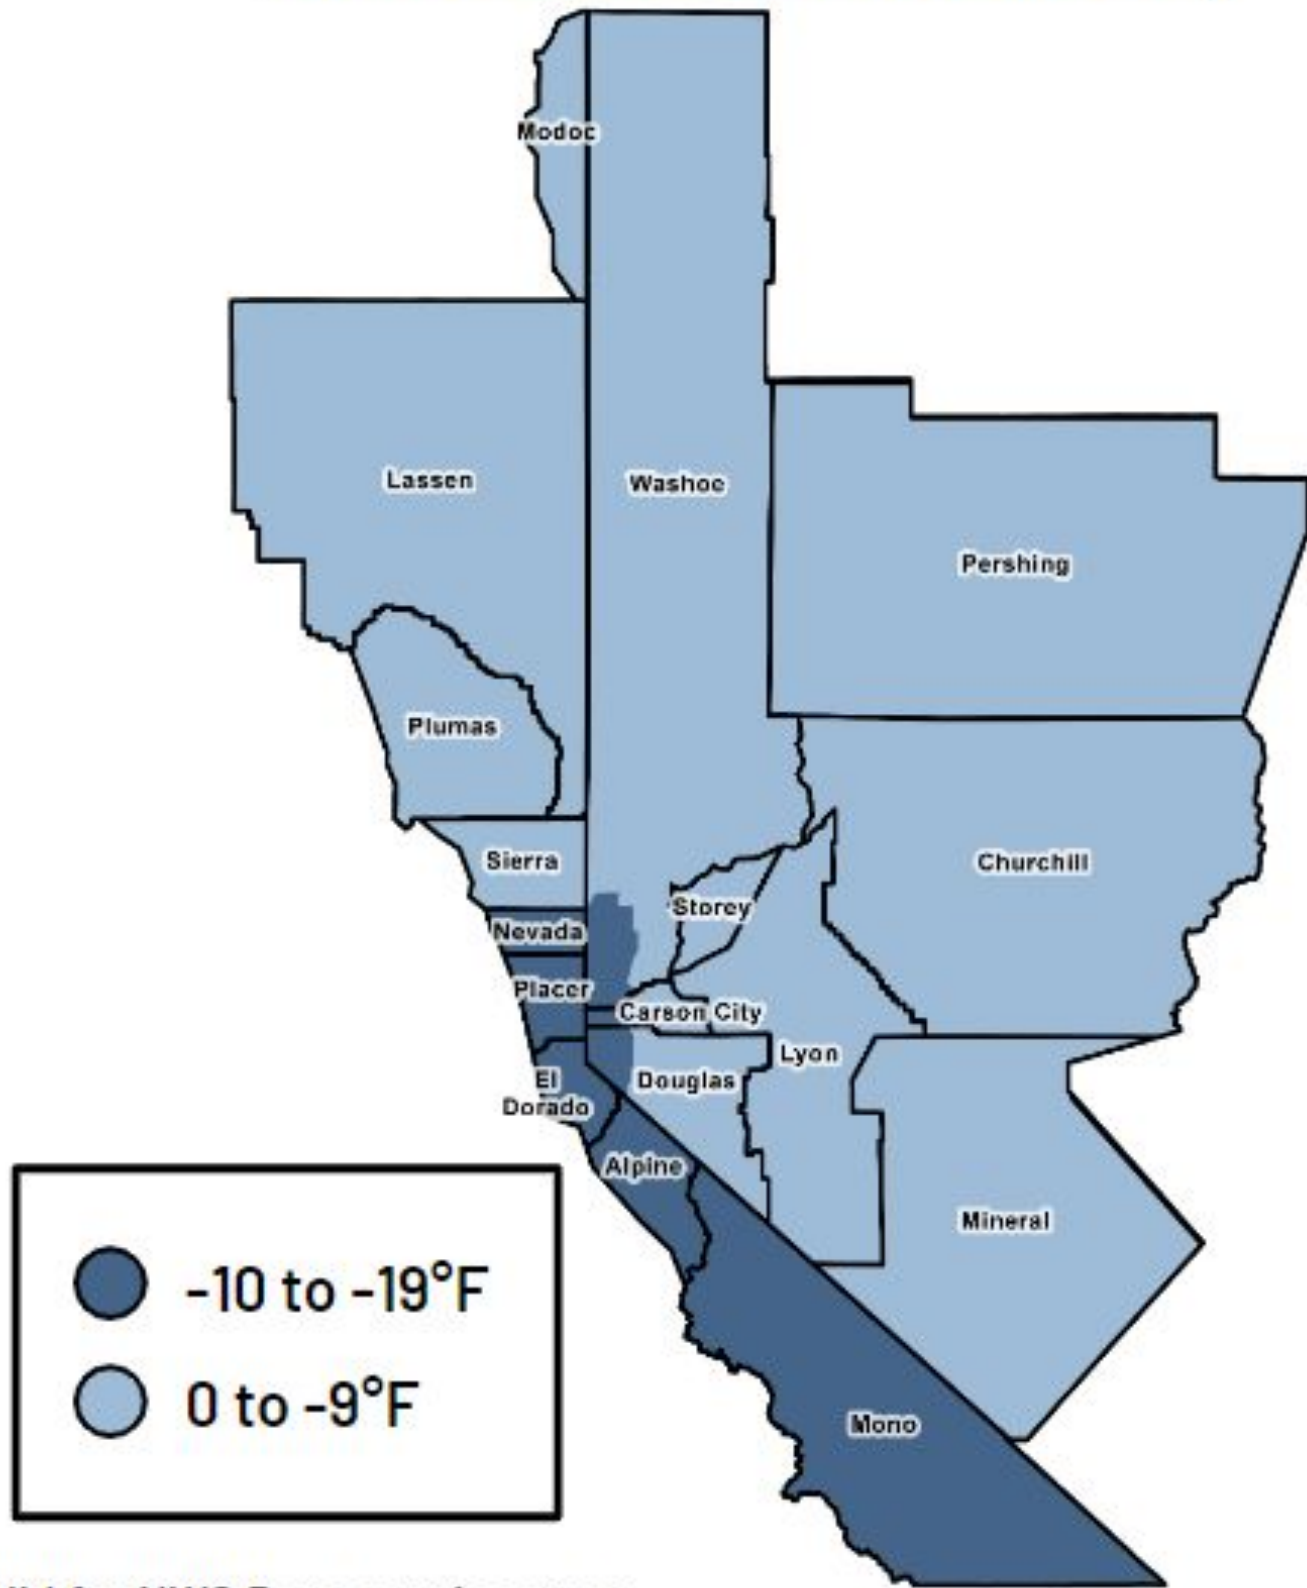 Modoc
Lassen
Washoe
Pershing
Plumas
Sierra
Churchill
Storey
Nevada
Placer
Carson City
Lyon
El
Dorado
Douglas
Alpine
Mineral
Mono
-10 to -19°F
0 to -9°F